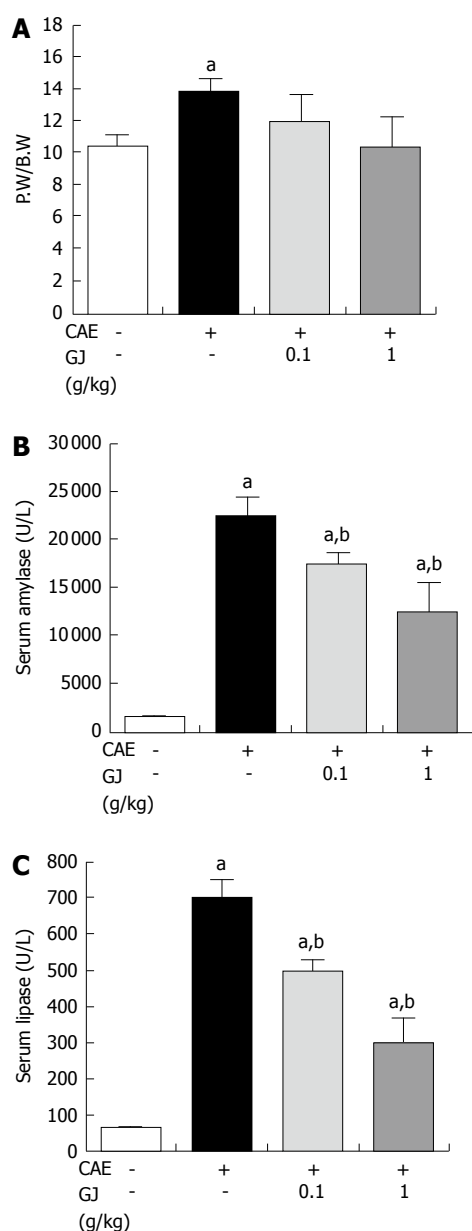 A
18
16
14
12
10
8
6
4
2
0
P.W/B.W
a
CAE - + + +
GJ - - 0.1 1
(g/kg)
B
30 000
25 000
20 000
15 000
10 000
5000
0
Serum amylase (U/L)
a
a,b
a,b
CAE - + + +
GJ - - 0.1 1
(g/kg)
C
800
700
600
500
400
300
200
100
0
Serum lipase (U/L)
a
a,b
a,b
CAE - + + +
GJ - - 0.1 1
(g/kg)